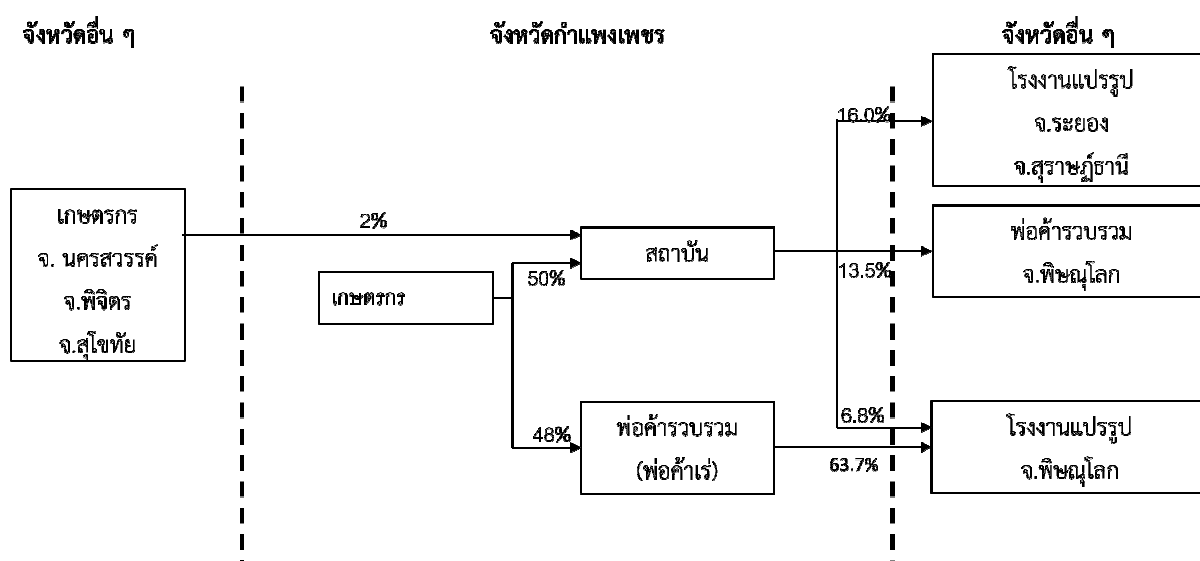 จังหวัดอื่น ๆ
จังหวัดกำแพงเพชร
จังหวัดอื่น ๆ
โรงงานแปรรูป
จ.ระยอง
จ.สุราษฎ์ธานี
16.0%
เกษตรกร
จ. นครสวรรค์
จ.พิจิตร
จ.สุโขทัย
2%
สถาบัน
50%
เกษตรกร
13.5%
พ่อค้ารวบรวม
จ.พิษณุโลก
48%
พ่อค้ารวบรวม
(พ่อค้าเร่)
6.8%
63.7%
โรงงานแปรรูป
จ.พิษณุโลก